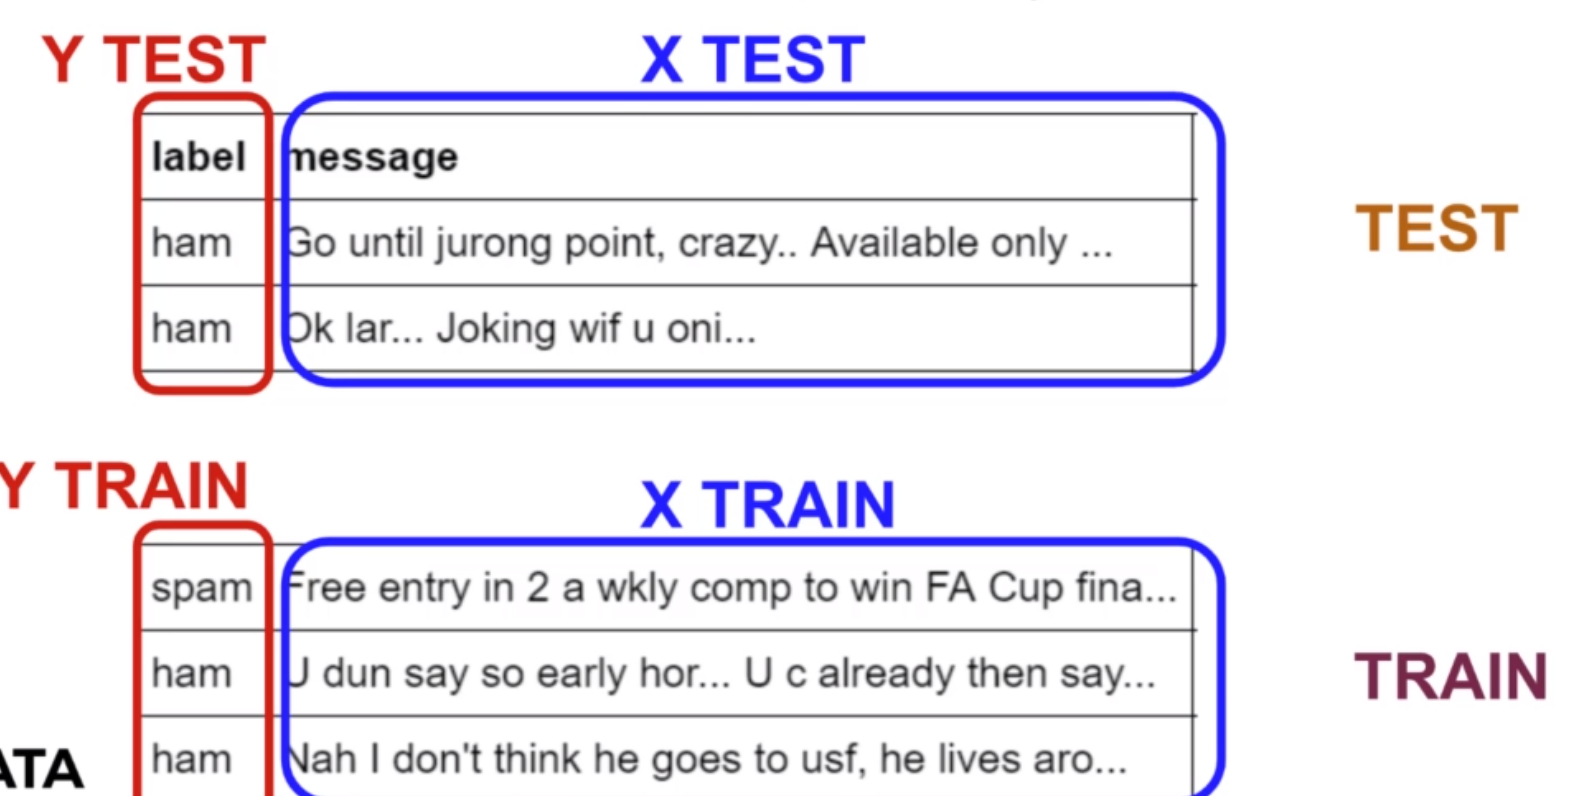 Y TEST
X TEST
label message
ham Go until jurong point, crazy.. Available only ...
TEST
ham Ok lar... Joking wif u oni...
Y TRAIN
X TRAIN
spam Free entry in 2 a wkly comp to win FA Cup fina...
ham U dun say so early hor... U c already then say...
TRAIN
ham Nah I don't think he goes to usf, he lives aro...
ATA